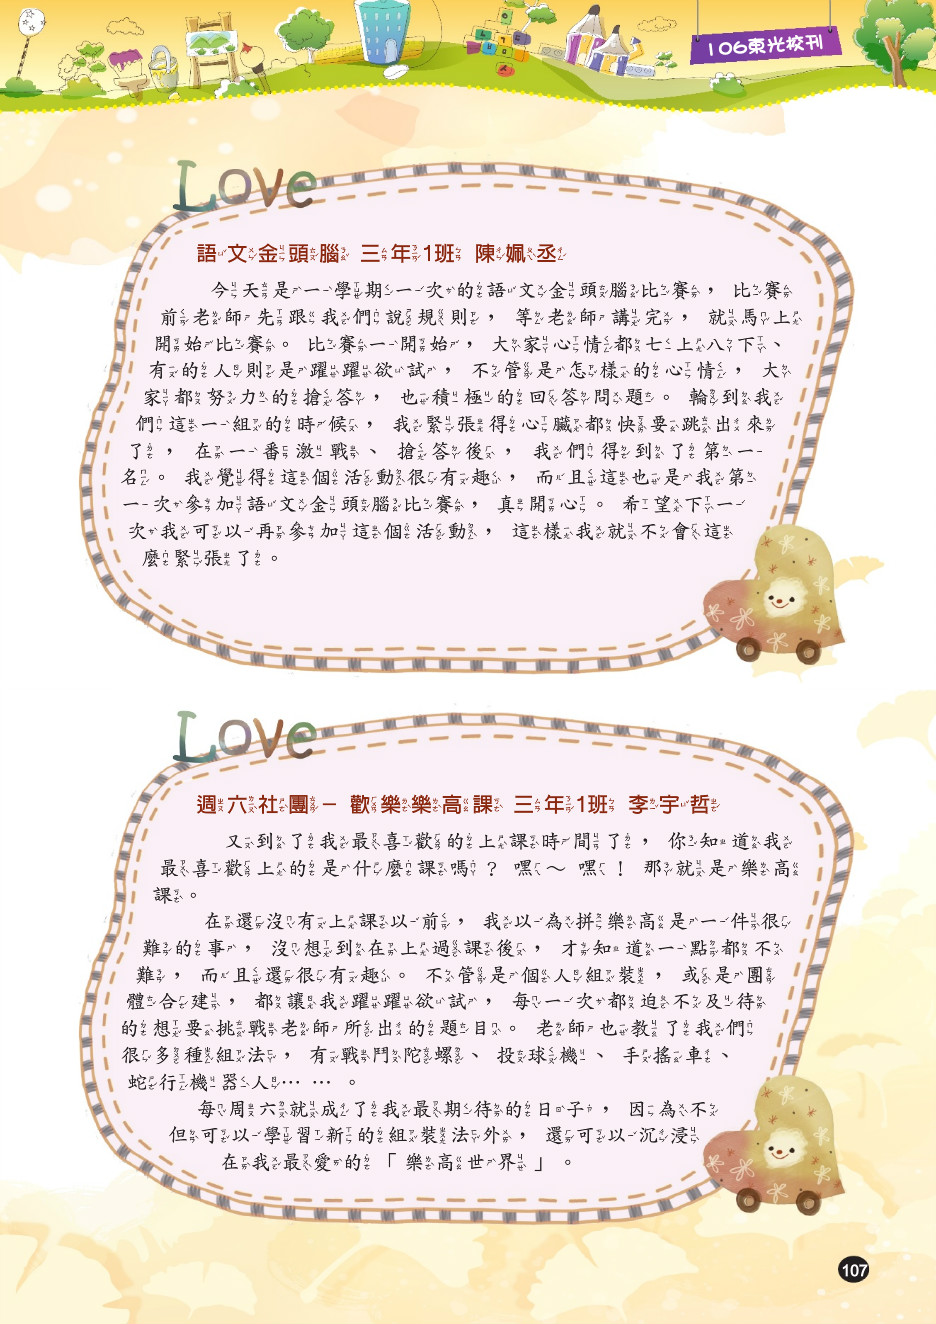 106東光校刊
Love
語文金頭腦 三年1班 陳姵丞
今天是一學期一次的語文金頭腦比賽，比賽
前老師先跟我們說規則，等老師講完，就馬上
開始比賽。比賽一開始，大家心情都七上八下、
有的人則是躍躍欲試，不管是怎樣的心情，大
家都努力的搶答，也積極的回答問題。輪到我
們這一組的時候，我緊張得心臟都快要跳出來
了，在一番激戰、搶答後，我們得到了第一
名。我覺得這個活動很有趣，而且這也是我第
一次參加語文金頭腦比賽，真開心。希望下一
次我可以再參加這個活動，這樣我就不會這
麼緊張了。
Love
週六社團－歡樂樂高課 三年1班 李宇哲
又到了我最喜歡的上課時間了，你知道我
最喜歡上的是什麼課嗎？嘿～嘿！那就是樂高
課。
在還沒有上課以前，我以為拼樂高是一件很
難的事，沒想到在上過課後，才知道一點都不
難，而且還很有趣。不管是個人組裝，或是團
體合建，都讓我躍躍欲試，每一次都迫不及待
的想要挑戰老師所出的題目。老師也教了我們
很多種組法，有戰鬥陀螺、投球機、手搖車、
蛇行機器人……。
每周六就成了我最期待的日子，因為不
但可以學習新的組裝法外，還可以沉浸
在我最愛的「樂高世界」。
107